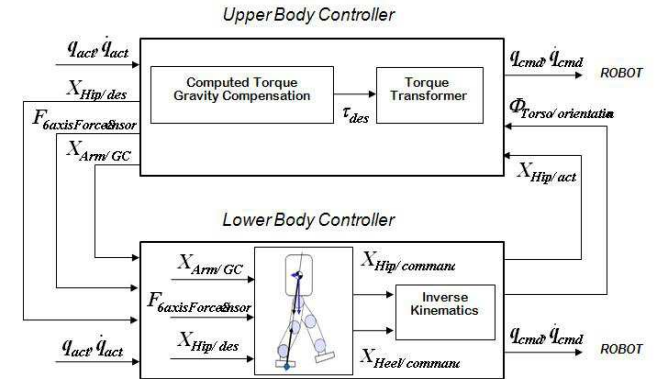 Upper Body Controller
q_act, q̇_act
X_Hip/des
F_6axisForceSensor
X_Arm/GC
Computed Torque
Gravity Compensation
τ_des
Torque
Transformer
q_cmd, q̇_cmd
ROBOT
Φ_Torso/orientation
X_Hip/act
Lower Body Controller
X_Arm/GC
F_6axisForceSensor
X_Hip/des
q_act, q̇_act
X_Hip/command
X_Heel/command
Inverse
Kinematics
q_cmd, q̇_cmd
ROBOT